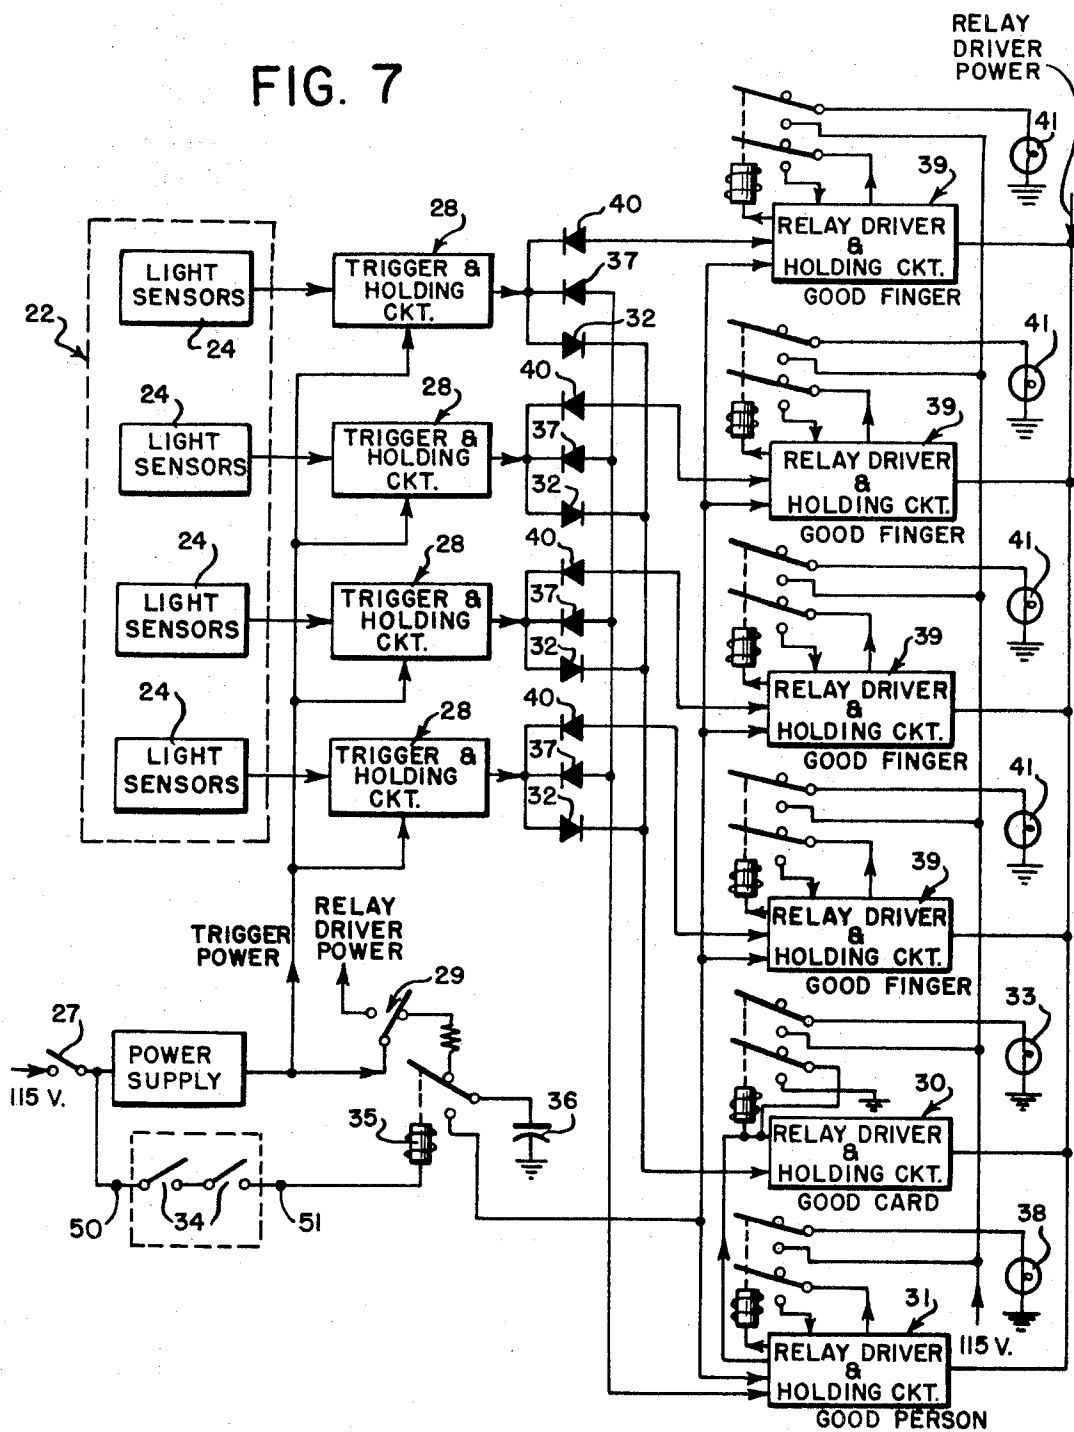 RELAY
DRIVER
POWER
FIG. 7
41
39
RELAY DRIVER
&
HOLDING CKT.
GOOD FINGER
28
40
LIGHT
SENSORS
24
TRIGGER &
HOLDING
CKT.
37
32
22
41
39
RELAY DRIVER
&
HOLDING CKT.
GOOD FINGER
24
LIGHT
SENSORS
28
TRIGGER &
HOLDING
CKT.
40
37
32
41
39
RELAY DRIVER
&
HOLDING CKT.
GOOD FINGER
24
LIGHT
SENSORS
28
TRIGGER &
HOLDING
CKT.
40
37
32
41
39
RELAY DRIVER
&
HOLDING CKT.
GOOD FINGER
24
LIGHT
SENSORS
28
TRIGGER &
HOLDING
CKT.
40
37
32
TRIGGER
POWER
RELAY
DRIVER
POWER
29
27
115 V.
POWER
SUPPLY
35
36
50
34
51
33
30
RELAY DRIVER
&
HOLDING CKT.
GOOD CARD
38
31
115 V.
RELAY DRIVER
&
HOLDING CKT.
GOOD PERSON